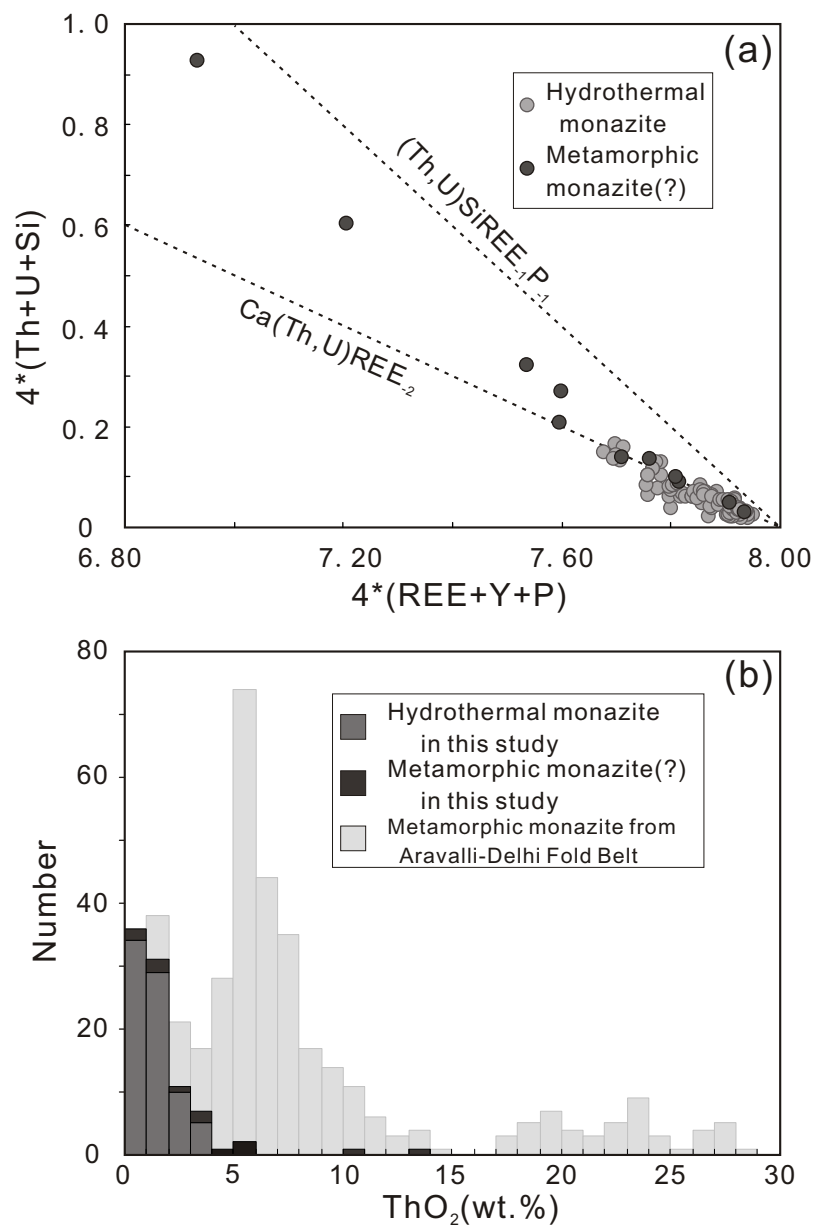 (a)
1.0
0.8
0.6
0.4
0.2
0
4*(Th+U+Si)
Hydrothermal
monazite
Metamorphic
monazite(?)
(Th,U)SiREE-1P-1
Ca(Th,U)REE-2
6.80
7.20
7.60
8.00
4*(REE+Y+P)
(b)
80
60
40
20
0
Number
Hydrothermal monazite
in this study
Metamorphic monazite(?)
in this study
Metamorphic monazite from
Aravalli-Delhi Fold Belt
0
5
10
15
20
25
30
ThO2(wt.%)